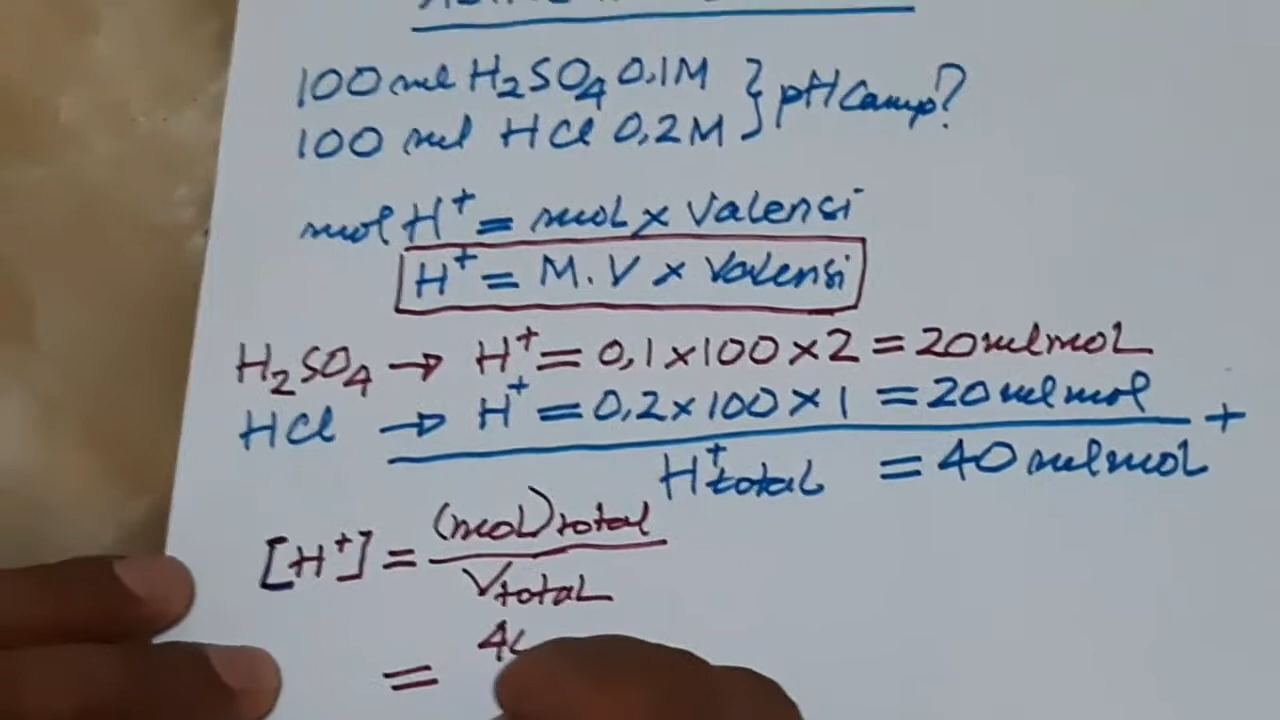 100 ml H₂SO₄ 0,1M } pH camp?
100 ml HCl 0,2M
mol H⁺ = mol x Valensi
H⁺ = M.V x Valensi
H₂SO₄ → H⁺ = 0,1 x 100 x 2 = 20 mlmol
HCl → H⁺ = 0,2 x 100 x 1 = 20 mlmol +
H⁺total = 40 mlmol
[H⁺] = (mol)total
Vtotal
= 4